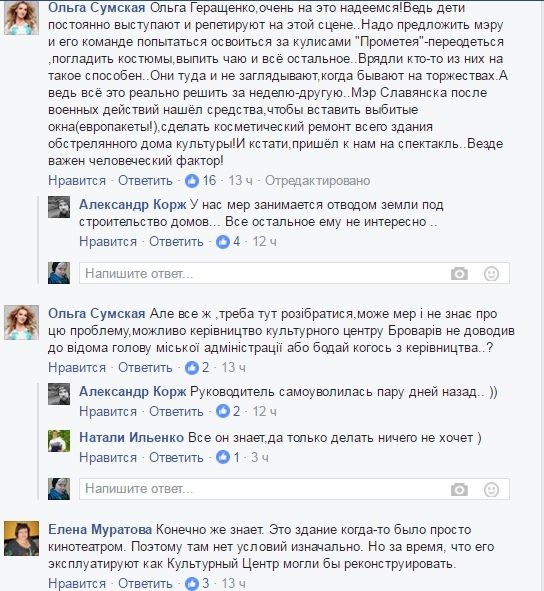 Ольга Сумская Ольга Геращенко,очень на это надеемся!Ведь дети
постоянно выступают и репетируют на этой сцене..Надо предложить мэру
и его команде попытаться освоиться за кулисами "Прометея"-переодеться
,погладить костюмы,выпить чаю и всё остальное..Врядли кто-то из них на
такое способен..Они туда и не заглядывают,когда бывают на торжествах.А
ведь всё это реально решить за неделю-другую..Мэр Славянска после
военных действий нашёл средства,чтобы вставить выбитые
окна(европакеты!),сделать косметический ремонт всего здания
обстрелянного дома культуры!И кстати,пришёл к нам на спектакль..Везде
важен человеческий фактор!
Нравится · Ответить · 16 · 13 ч · Отредактировано
Александр Корж У нас мер занимается отводом земли под
строительство домов... Все остальное ему не интересно ..
Нравится · Ответить · 4 · 12 ч
Напишите ответ...
Ольга Сумская Але все ж ,треба тут розібратися,може мер і не знає про
цю проблему,можливо керівництво культурного центру Броварів не доводив
до відома голову міської адміністрації або бодай когось з керівництва..?
Нравится · Ответить · 2 · 13 ч
Александр Корж Руководитель самоуволилась пару дней назад.. ))
Нравится · Ответить · 2 · 12 ч
Натали Ильенко Все он знает,да только делать ничего не хочет )
Нравится · Ответить · 1 · 3 ч
Напишите ответ...
Елена Муратова Конечно же знает. Это здание когда-то было просто
кинотеатром. Поэтому там нет условий изначально. Но за время, что его
эксплуатируют как Культурный Центр могли бы реконструировать.
Нравится · Ответить · 3 · 13 ч